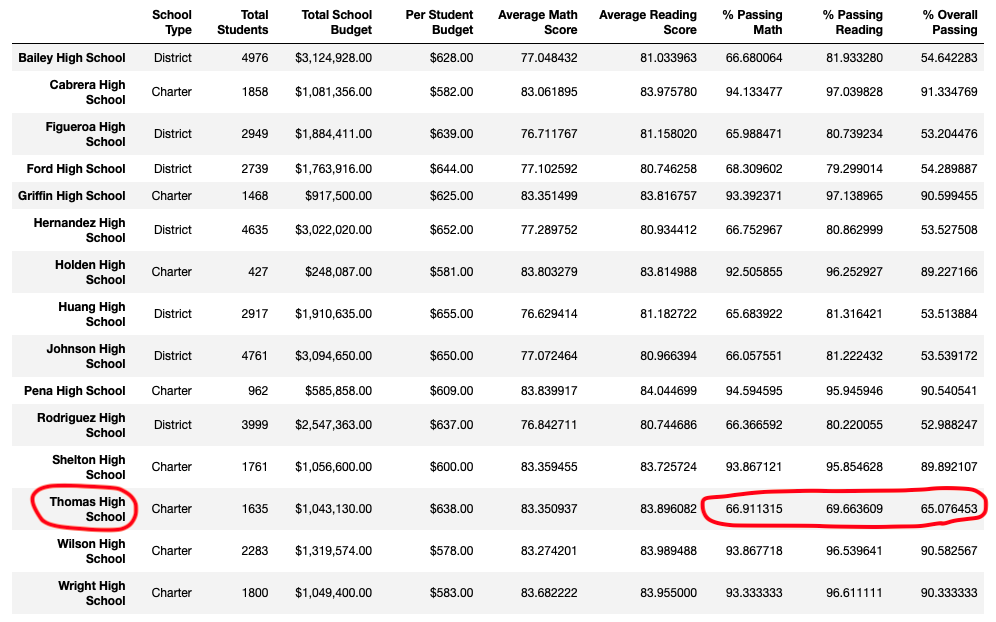 School Type Total Students Total School Budget Per Student Budget Average Math Score Average Reading Score % Passing Math % Passing Reading % Overall Passing
Bailey High School District 4976 $3,124,928.00 $628.00 77.048432 81.033963 66.680064 81.933280 54.642283
Cabrera High School Charter 1858 $1,081,356.00 $582.00 83.061895 83.975780 94.133477 97.039828 91.334769
Figueroa High School District 2949 $1,884,411.00 $639.00 76.711767 81.158020 65.988471 80.739234 53.204476
Ford High School District 2739 $1,763,916.00 $644.00 77.102592 80.746258 68.309602 79.299014 54.289887
Griffin High School Charter 1468 $917,500.00 $625.00 83.351499 83.816757 93.392371 97.138965 90.599455
Hernandez High School District 4635 $3,022,020.00 $652.00 77.289752 80.934412 66.752967 80.862999 53.527508
Holden High School Charter 427 $248,087.00 $581.00 83.803279 83.814988 92.505855 96.252927 89.227166
Huang High School District 2917 $1,910,635.00 $655.00 76.629414 81.182722 65.683922 81.316421 53.513884
Johnson High School District 4761 $3,094,650.00 $650.00 77.072464 80.966394 66.057551 81.222432 53.539172
Pena High School Charter 962 $585,858.00 $609.00 83.839917 84.044699 94.594595 95.945946 90.540541
Rodriguez High School District 3999 $2,547,363.00 $637.00 76.842711 80.744686 66.366592 80.220055 52.988247
Shelton High School Charter 1761 $1,056,600.00 $600.00 83.359455 83.725724 93.867121 95.854628 89.892107
Thomas High School Charter 1635 $1,043,130.00 $638.00 83.350937 83.896082 66.911315 69.663609 65.076453
Wilson High School Charter 2283 $1,319,574.00 $578.00 83.274201 83.989488 93.867718 96.539641 90.582567
Wright High School Charter 1800 $1,049,400.00 $583.00 83.682222 83.955000 93.333333 96.611111 90.333333